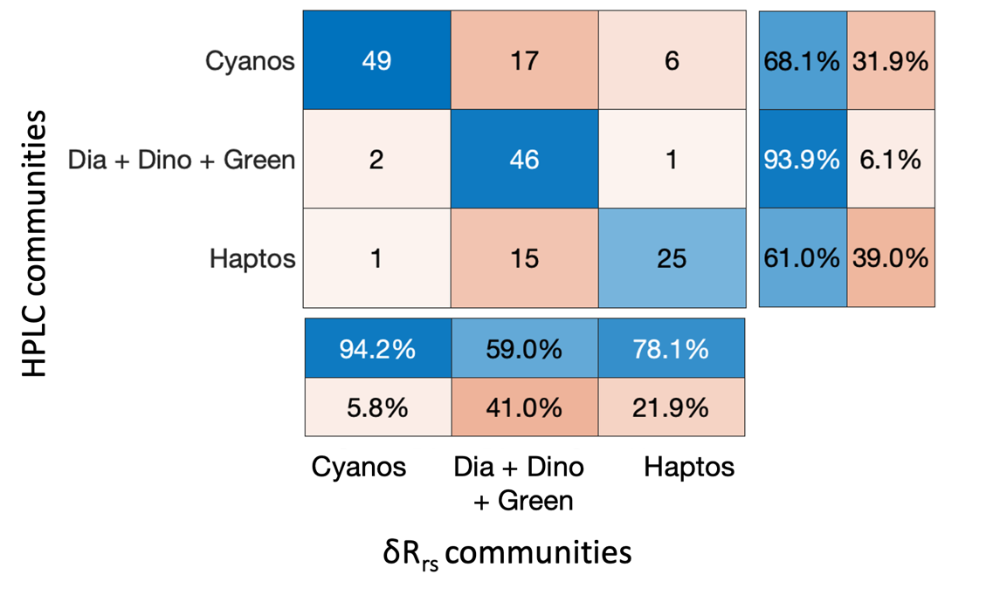 Cyanos 49 17 6 68.1% 31.9%
Dia + Dino + Green 2 46 1 93.9% 6.1%
Haptos 1 15 25 61.0% 39.0%
HPLC communities
94.2% 59.0% 78.1%
5.8% 41.0% 21.9%
Cyanos Dia + Dino Haptos
+ Green
δRrs communities